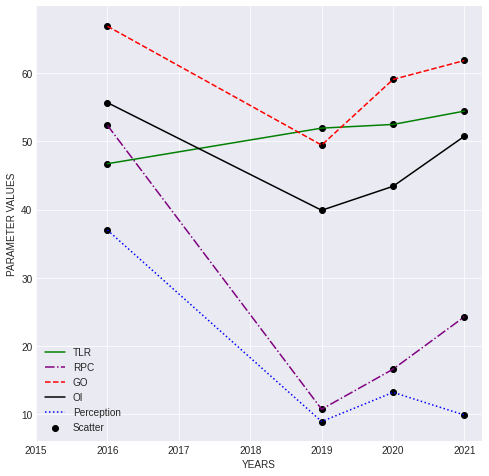 PARAMETER VALUES
60
50
40
30
20
10
TLR
RPC
GO
OI
Perception
Scatter
2015 2016 2017 2018 2019 2020 2021
YEARS